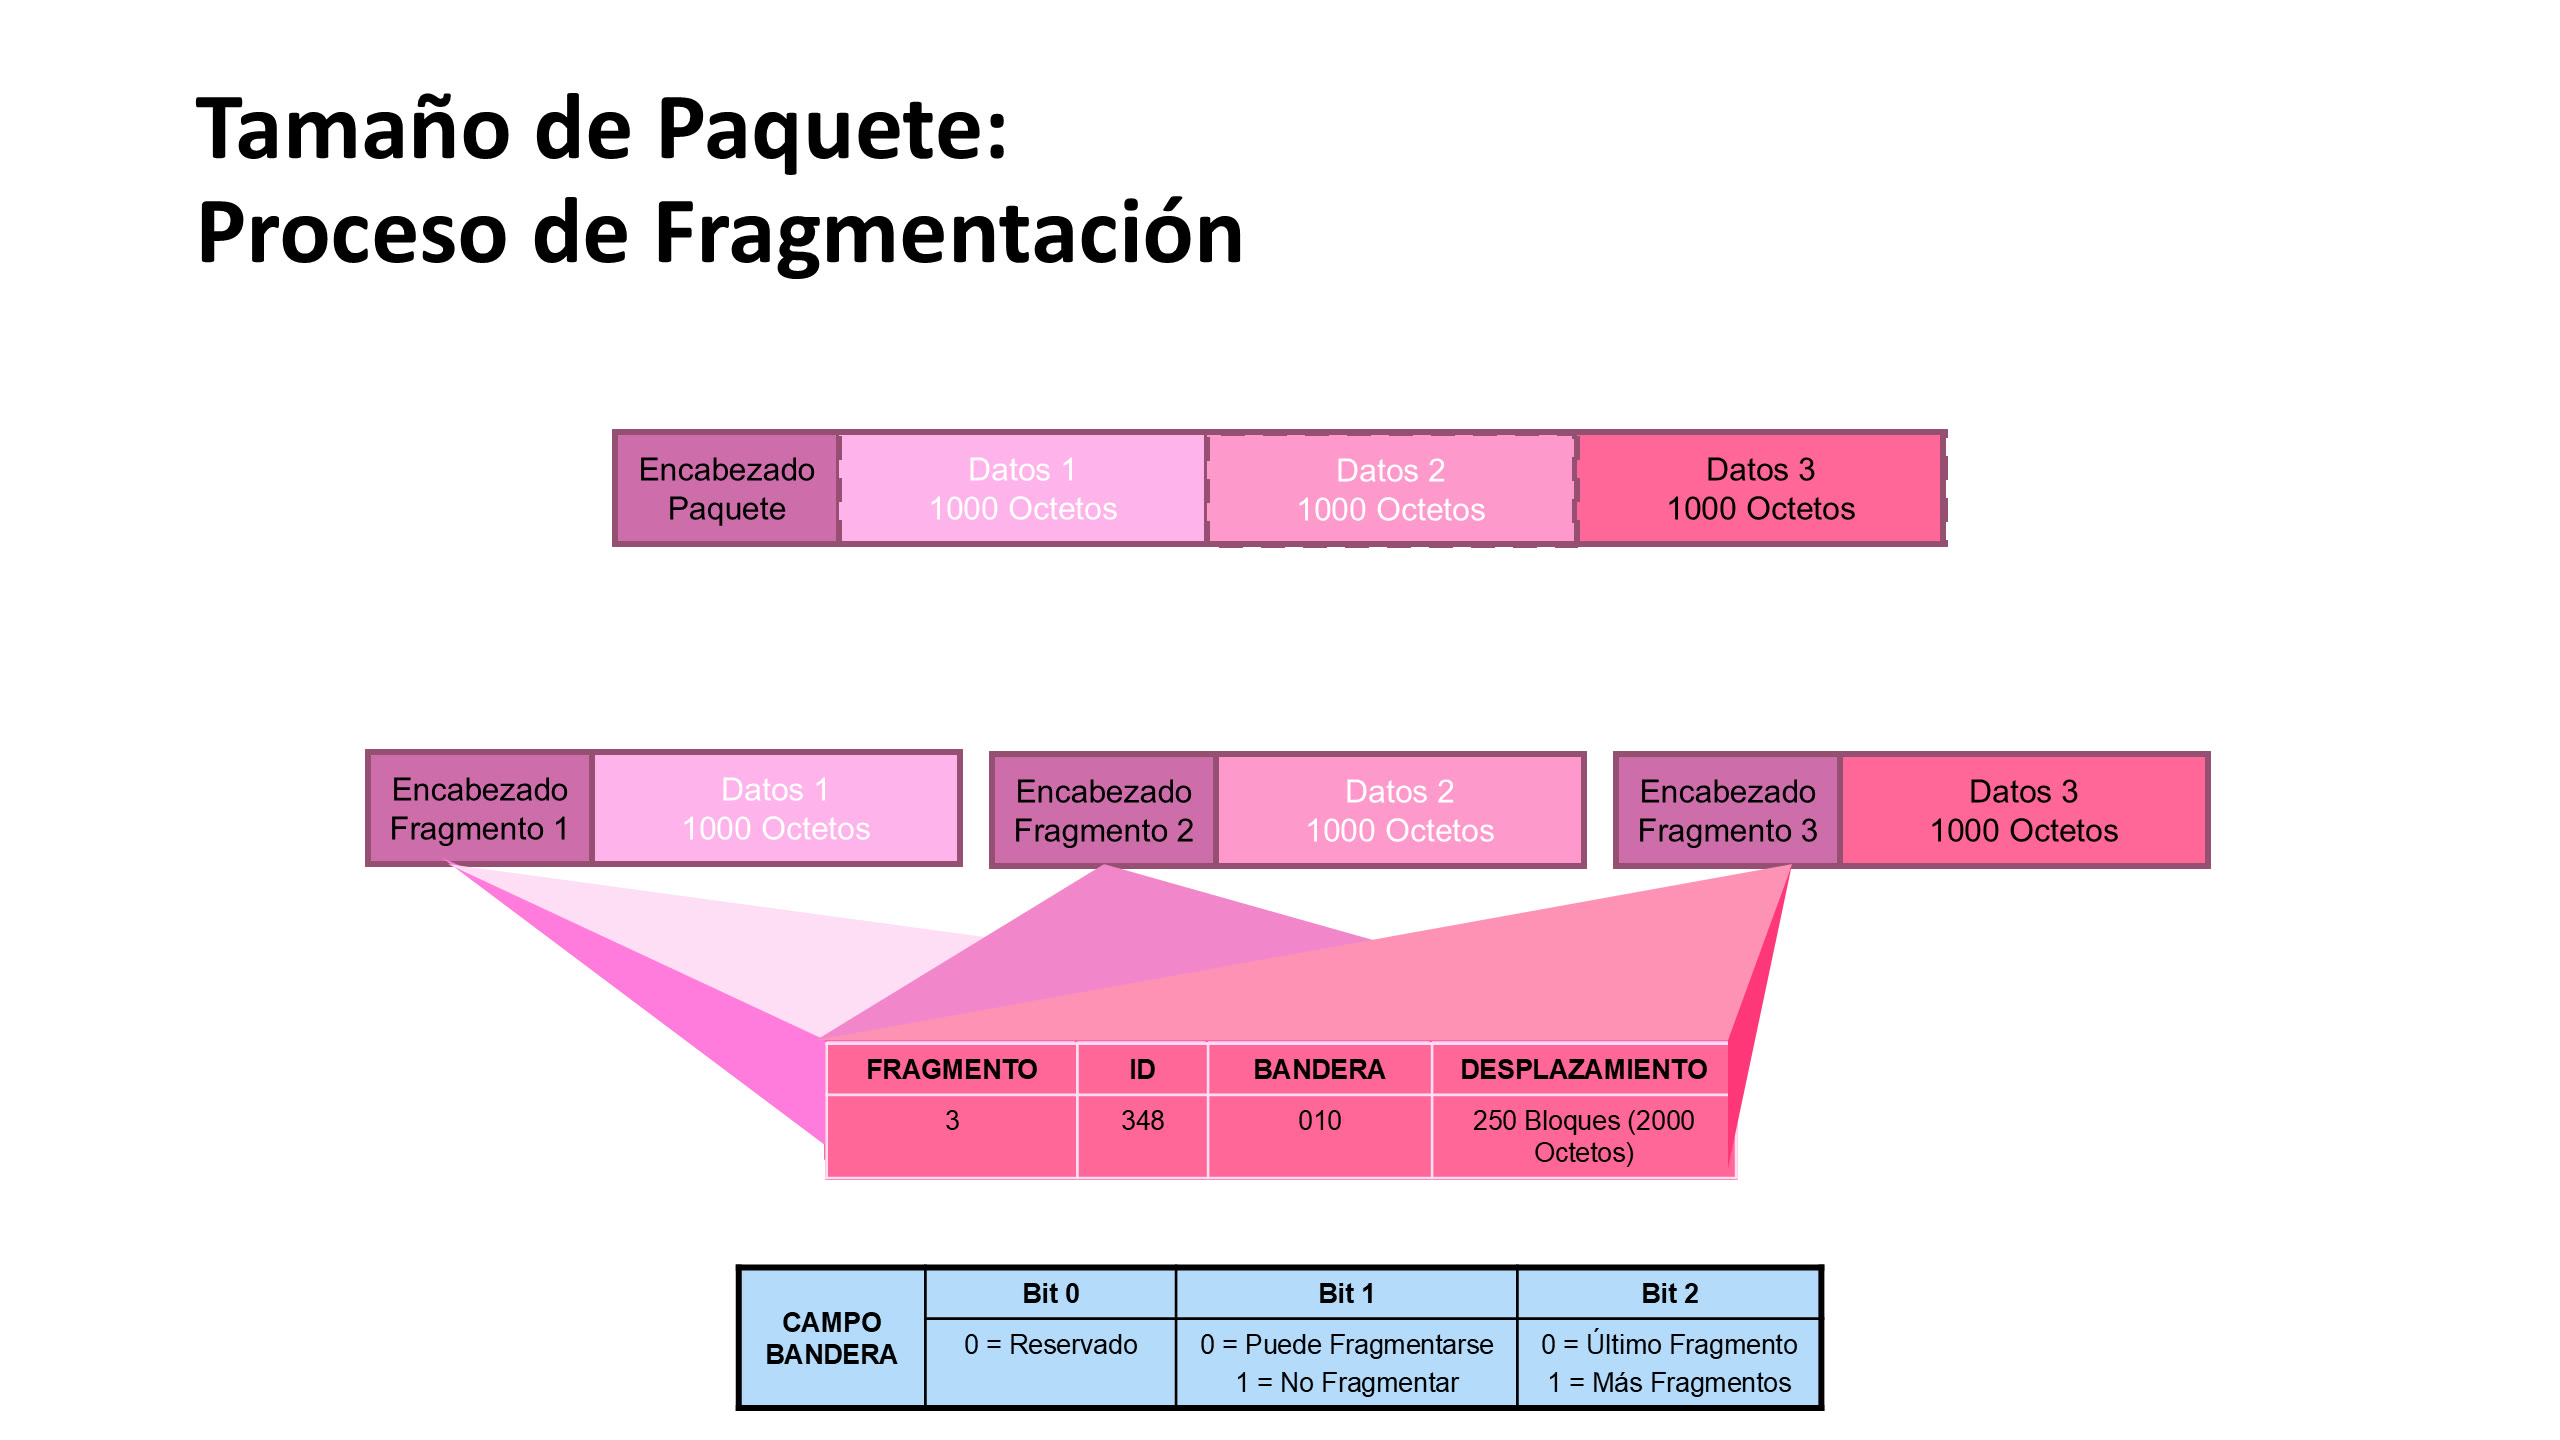 Tamaño de Paquete:
Proceso de Fragmentación
Encabezado
Paquete
Datos 1
1000 Octetos
Datos 2
1000 Octetos
Datos 3
1000 Octetos
Encabezado
Fragmento 1
Datos 1
1000 Octetos
Encabezado
Fragmento 2
Datos 2
1000 Octetos
Encabezado
Fragmento 3
Datos 3
1000 Octetos
FRAGMENTO
ID
BANDERA
DESPLAZAMIENTO
3
348
010
250 Bloques (2000
Octetos)
CAMPO
BANDERA
Bit 0
Bit 1
Bit 2
0 = Reservado
0 = Puede Fragmentarse
1 = No Fragmentar
0 = Último Fragmento
1 = Más Fragmentos